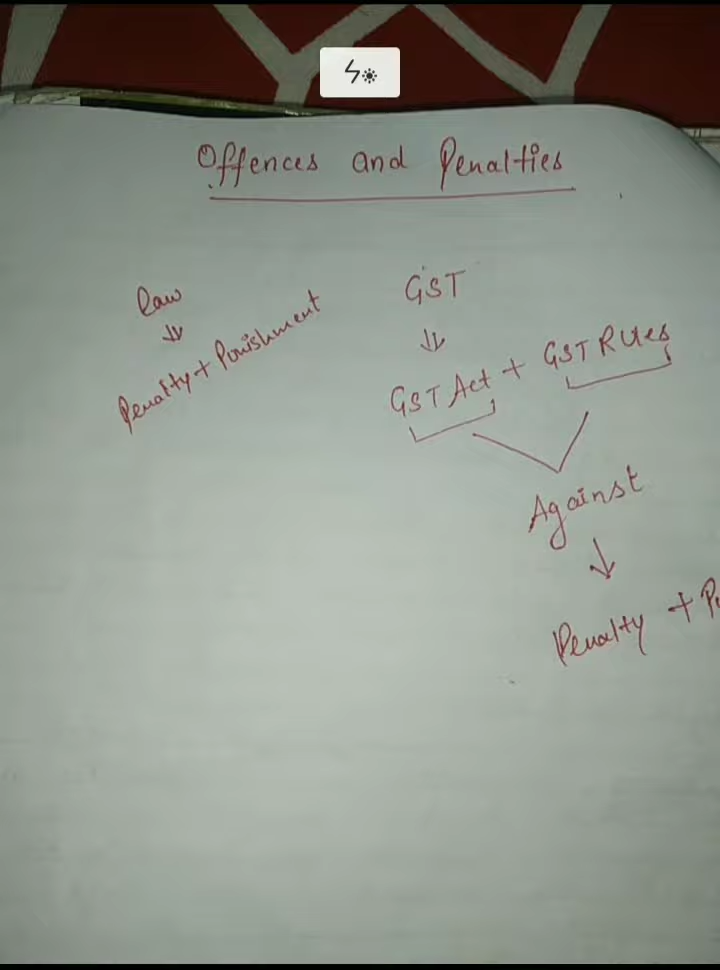 Offences and Penalties
Law
Penalty + Punishment
GST
GST Act + GST Rules
Against
Penalty +